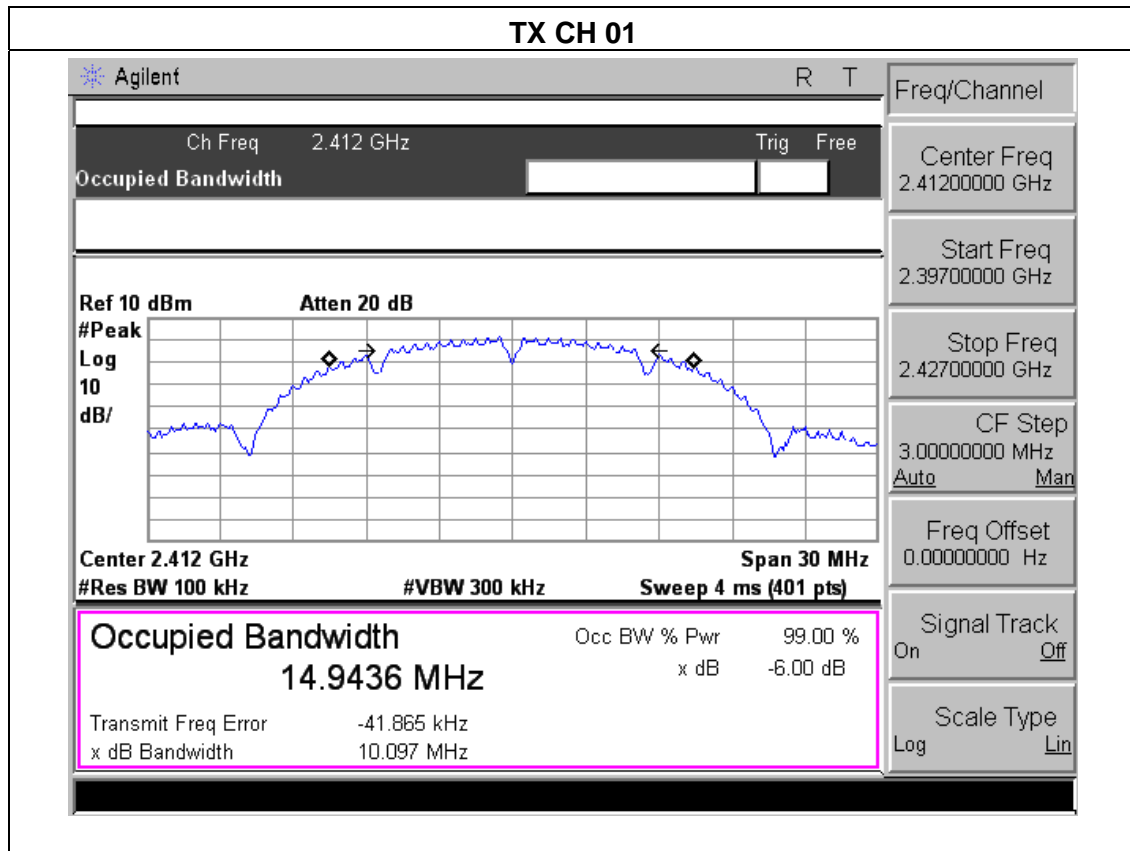 TX CH 01
Agilent R T
Freq/Channel
Ch Freq 2.412 GHz Trig Free
Occupied Bandwidth
Center Freq
2.41200000 GHz
Start Freq
2.39700000 GHz
Ref 10 dBm Atten 20 dB
#Peak
Log
10
dB/
Stop Freq
2.42700000 GHz
CF Step
3.00000000 MHz
Auto Man
Center 2.412 GHz Span 30 MHz
#Res BW 100 kHz #VBW 300 kHz Sweep 4 ms (401 pts)
Freq Offset
0.00000000 Hz
Occupied Bandwidth
14.9436 MHz
Occ BW % Pwr 99.00 %
x dB -6.00 dB
Transmit Freq Error -41.865 kHz
x dB Bandwidth 10.097 MHz
Signal Track
On Off
Scale Type
Log Lin